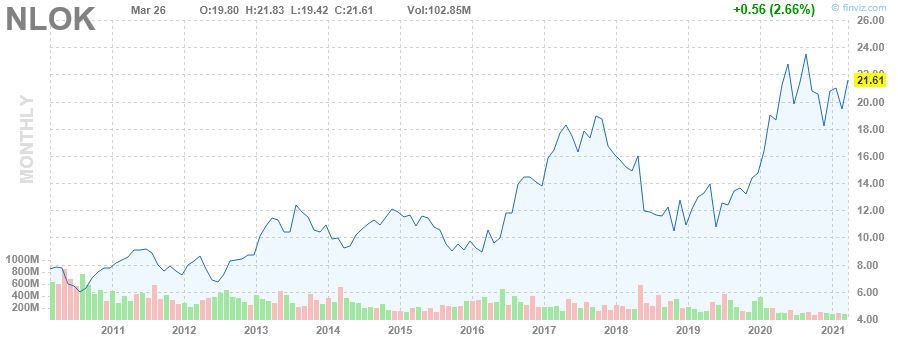 NLOK Mar 26 O:19.80 H:21.83 L:19.42 C:21.61 Vol:102.85M +0.56 (2.66%) © finviz.com
MONTHLY
26.00
24.00
22.00
21.61
20.00
18.00
16.00
14.00
12.00
10.00
8.00
6.00
4.00
1000M
800M
600M
400M
200M
2011 2012 2013 2014 2015 2016 2017 2018 2019 2020 2021